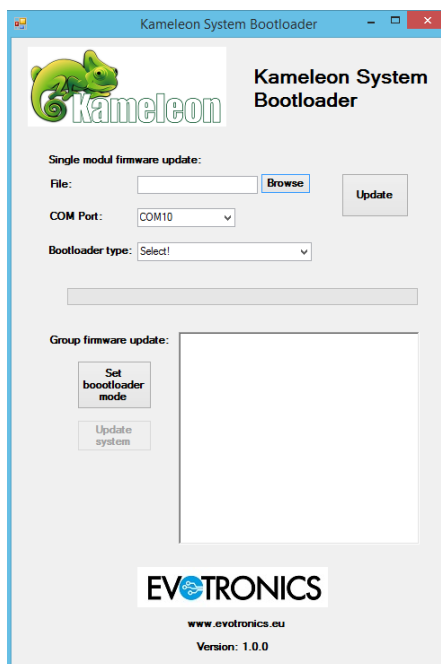 Kameleon System Bootloader
Kameleon
Kameleon System
Bootloader
Single modul firmware update:
File:
Browse
Update
COM Port:
COM10
Bootloader type:
Select!
Group firmware update:
Set
boootloader
mode
Update
system
EVOTRONICS
www.evotronics.eu
Version: 1.0.0